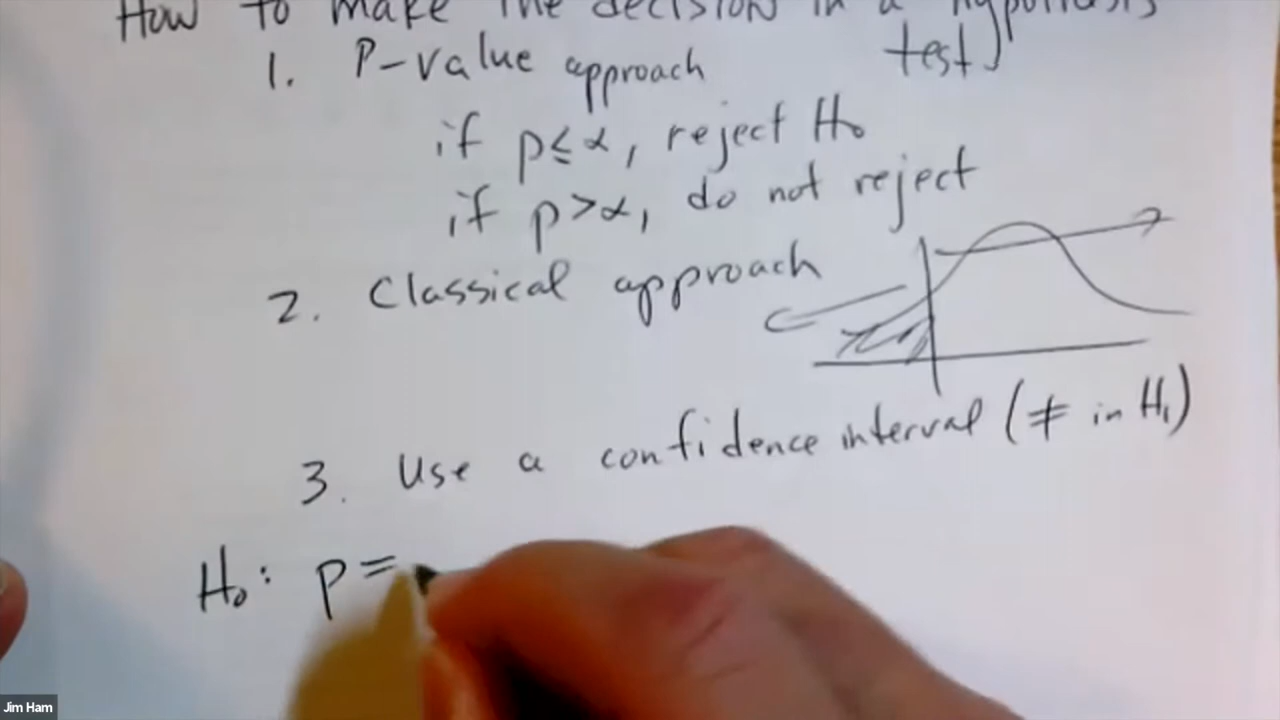 How to make the decision in a hypothesis
1. P-value approach test)
if p≤α, reject H₀
if p>α, do not reject
2. Classical approach
3. Use a confidence interval (≠ in H₁)
H₀: p=
Jim Ham